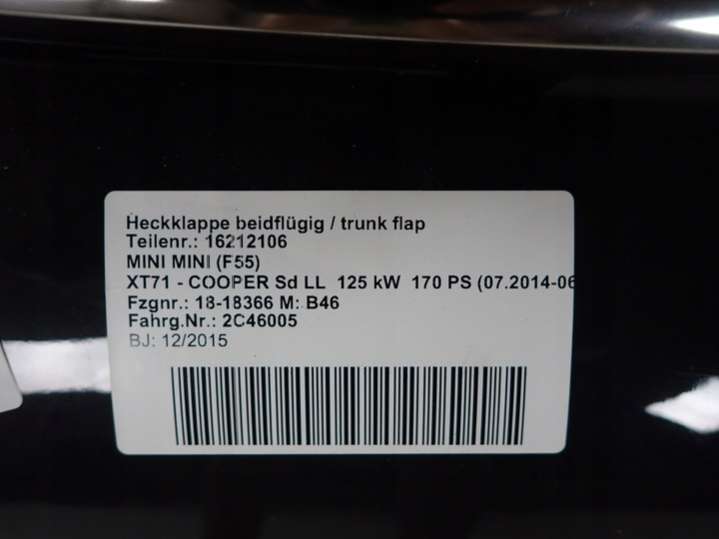 Heckklappe beidflügig / trunk flap
Teilenr.: 16212106
MINI MINI (F55)
XT71 - COOPER Sd LL 125 kW 170 PS (07.2014-06
Fzgnr.: 18-18366 M: B46
Fahrg.Nr.: 2C46005
BJ: 12/2015